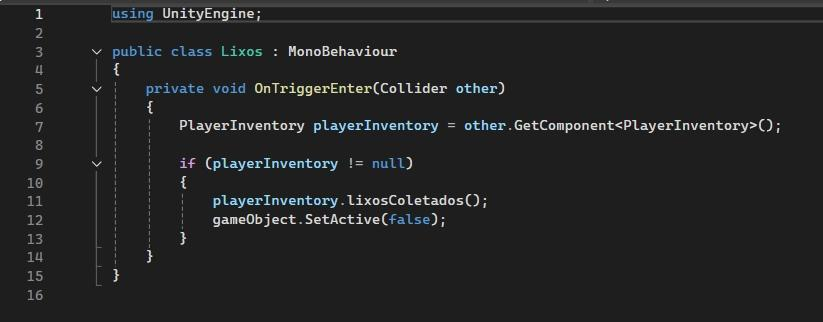 1 using UnityEngine;
2
3 public class Lixos : MonoBehaviour
4 {
5 private void OnTriggerEnter(Collider other)
6 {
7 PlayerInventory playerInventory = other.GetComponent<PlayerInventory>();
8
9 if (playerInventory != null)
10 {
11 playerInventory.lixosColetados();
12 gameObject.SetActive(false);
13 }
14 }
15 }
16